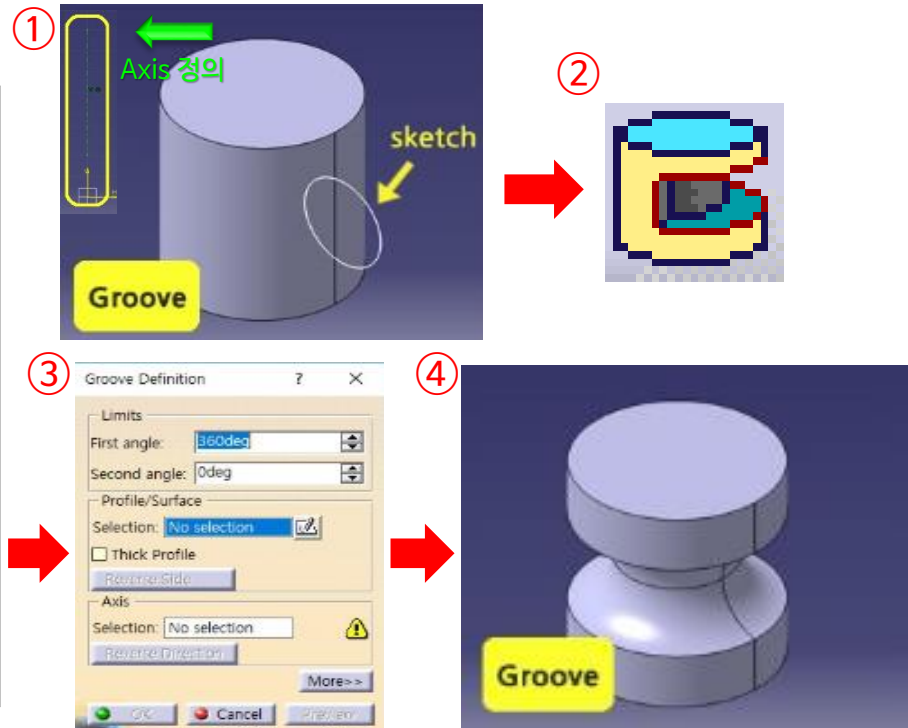 ①
Axis 정의
sketch
Groove
②
③
Groove Definition ? ×
Limits
First angle: 360deg
Second angle: 0deg
Profile/Surface
Selection: No selection
Thick Profile
Reverse Side
Axis
Selection: No selection
Reverse Direction
More>>
OK Cancel Preview
④
Groove